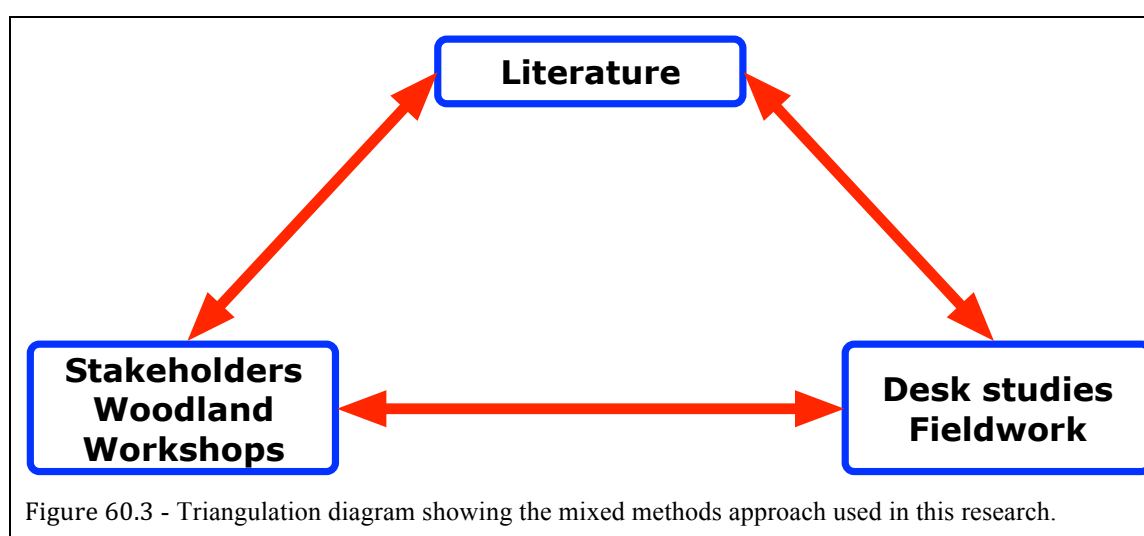 Literature
Stakeholders
Woodland
Workshops
Desk studies
Fieldwork
Figure 60.3 - Triangulation diagram showing the mixed methods approach used in this research.